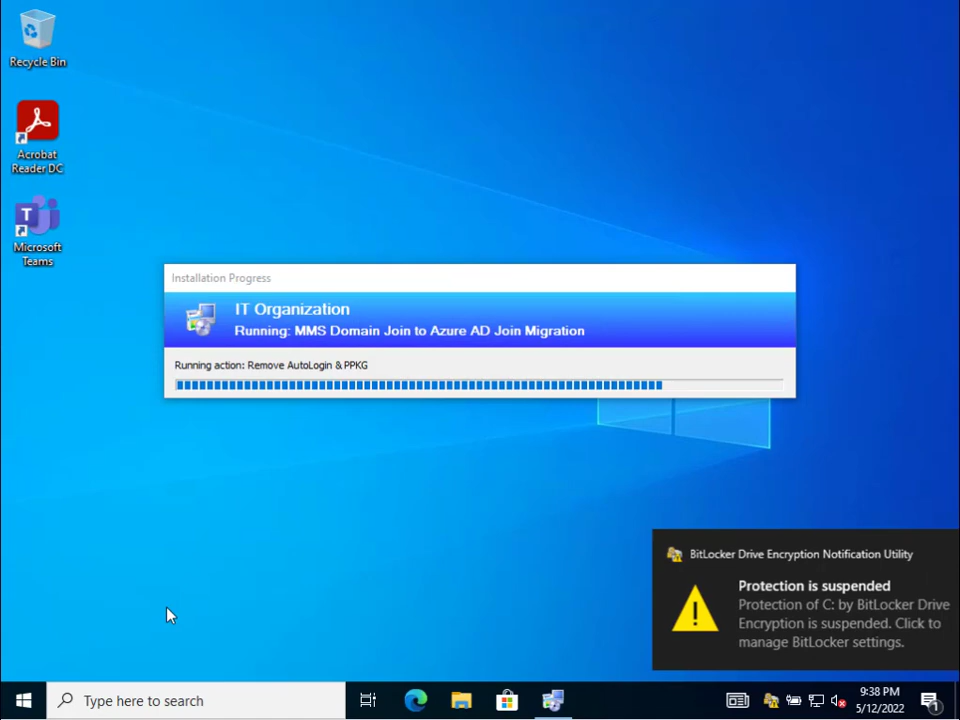 Recycle Bin
Acrobat
Reader DC
Microsoft
Teams
Installation Progress
IT Organization
Running: MMS Domain Join to Azure AD Join Migration
Running action: Remove AutoLogin & PPKG
BitLocker Drive Encryption Notification Utility
Protection is suspended
Protection of C: by BitLocker Drive
Encryption is suspended. Click to
manage BitLocker settings.
Type here to search
9:38 PM
5/12/2022
1